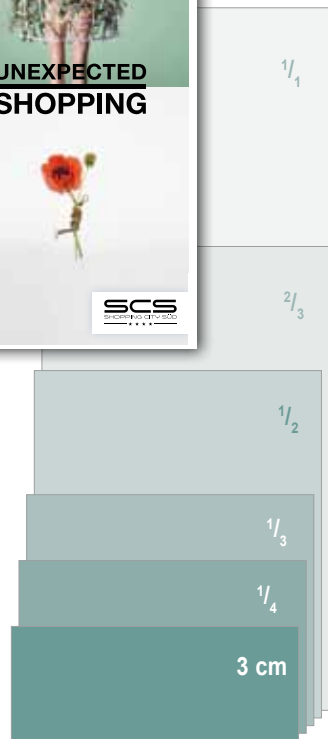 UNEXPECTED
SHOPPING
SCS
SHOPPING CITY SÜD
1/1
2/3
1/2
1/3
1/4
3 cm